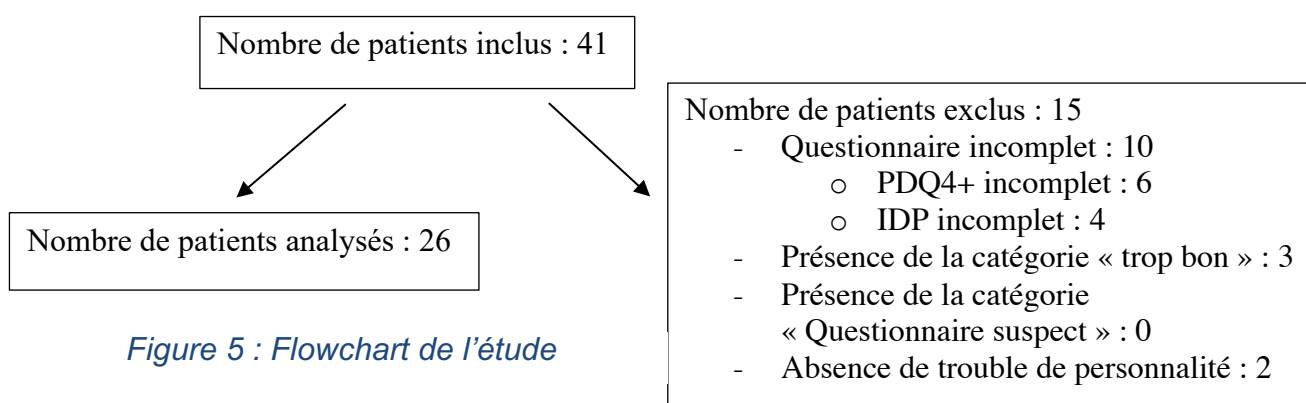 Nombre de patients inclus : 41
Nombre de patients exclus : 15
- Questionnaire incomplet : 10
o PDQ4+ incomplet : 6
o IDP incomplet : 4
- Présence de la catégorie « trop bon » : 3
- Présence de la catégorie
« Questionnaire suspect » : 0
- Absence de trouble de personnalité : 2
Nombre de patients analysés : 26
Figure 5 : Flowchart de l’étude